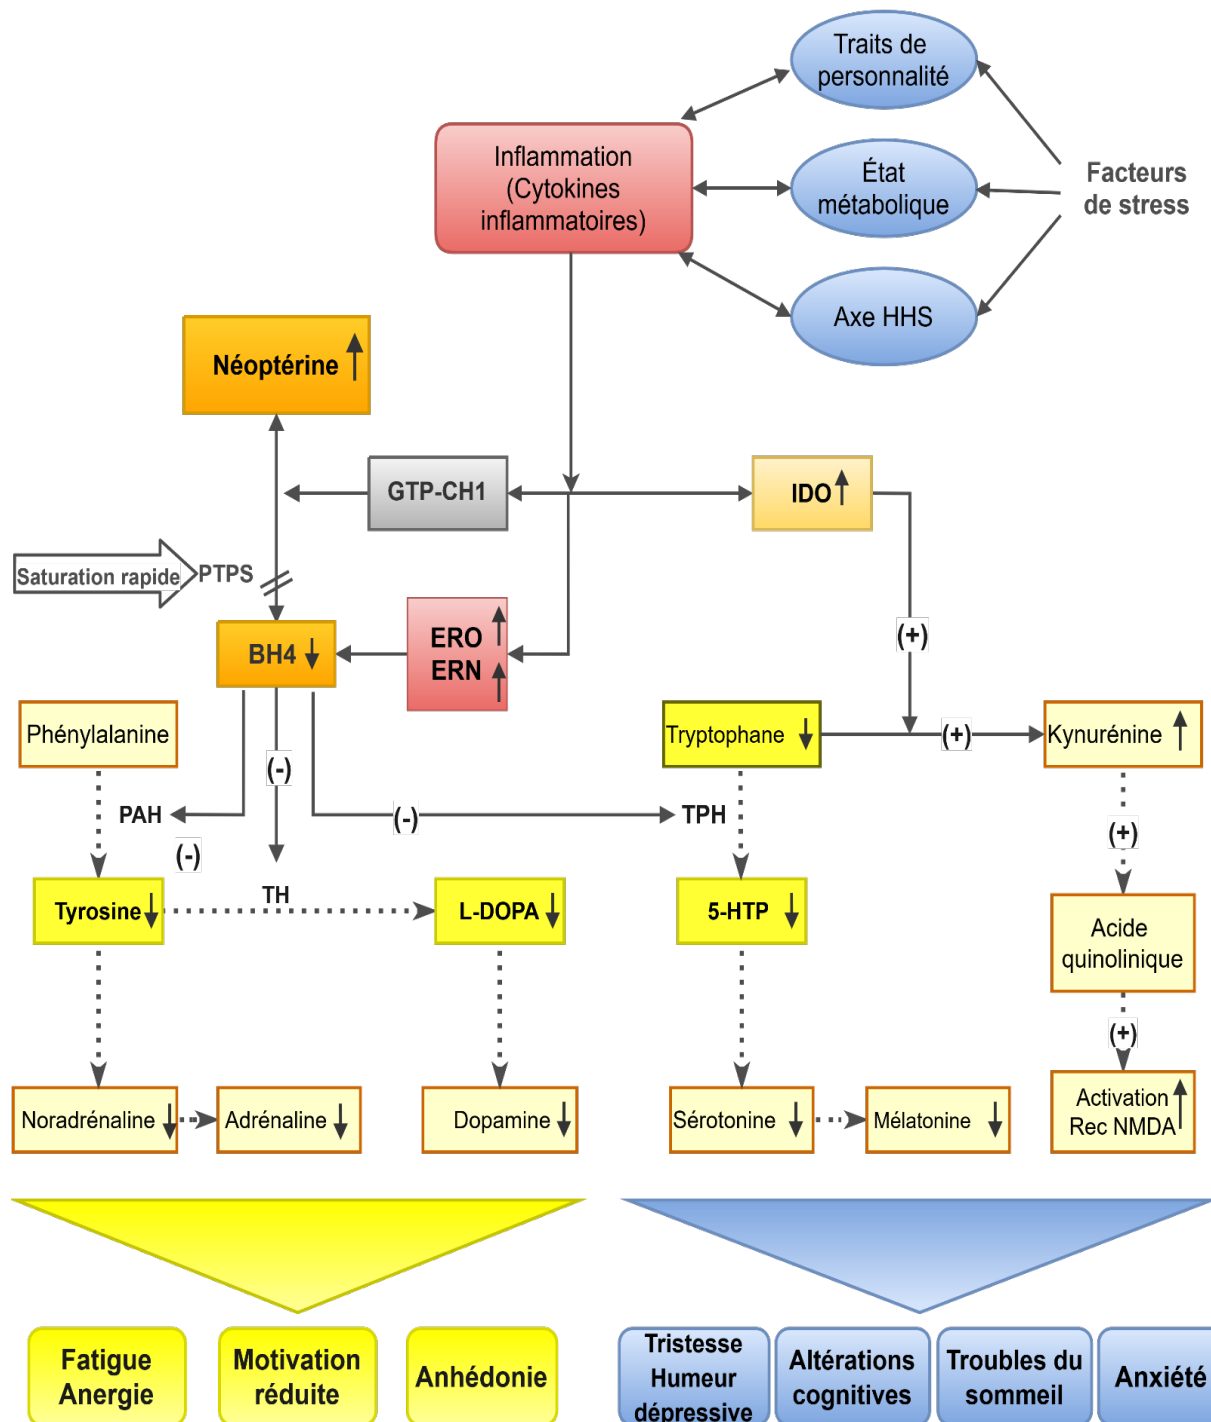 Traits de
personnalité
Inflammation
(Cytokines
inflammatoires)
État
métabolique
Facteurs
de stress
Axe HHS
Néoptérine
GTP-CH1
IDO
Saturation rapide
PTPS
(+)
BH4
ERO
ERN
Phénylalanine
Tryptophane
(+)
Kynurénine
(-)
PAH
(-)
(-)
TPH
(+)
TH
Tyrosine
L-DOPA
5-HTP
Acide
quinolinique
(+)
Noradrénaline
Adrénaline
Dopamine
Sérotonine
Mélatonine
Activation
Rec NMDA
Fatigue
Anergie
Motivation
réduite
Anhédonie
Tristesse
Humeur
dépressive
Altérations
cognitives
Troubles du
sommeil
Anxiété